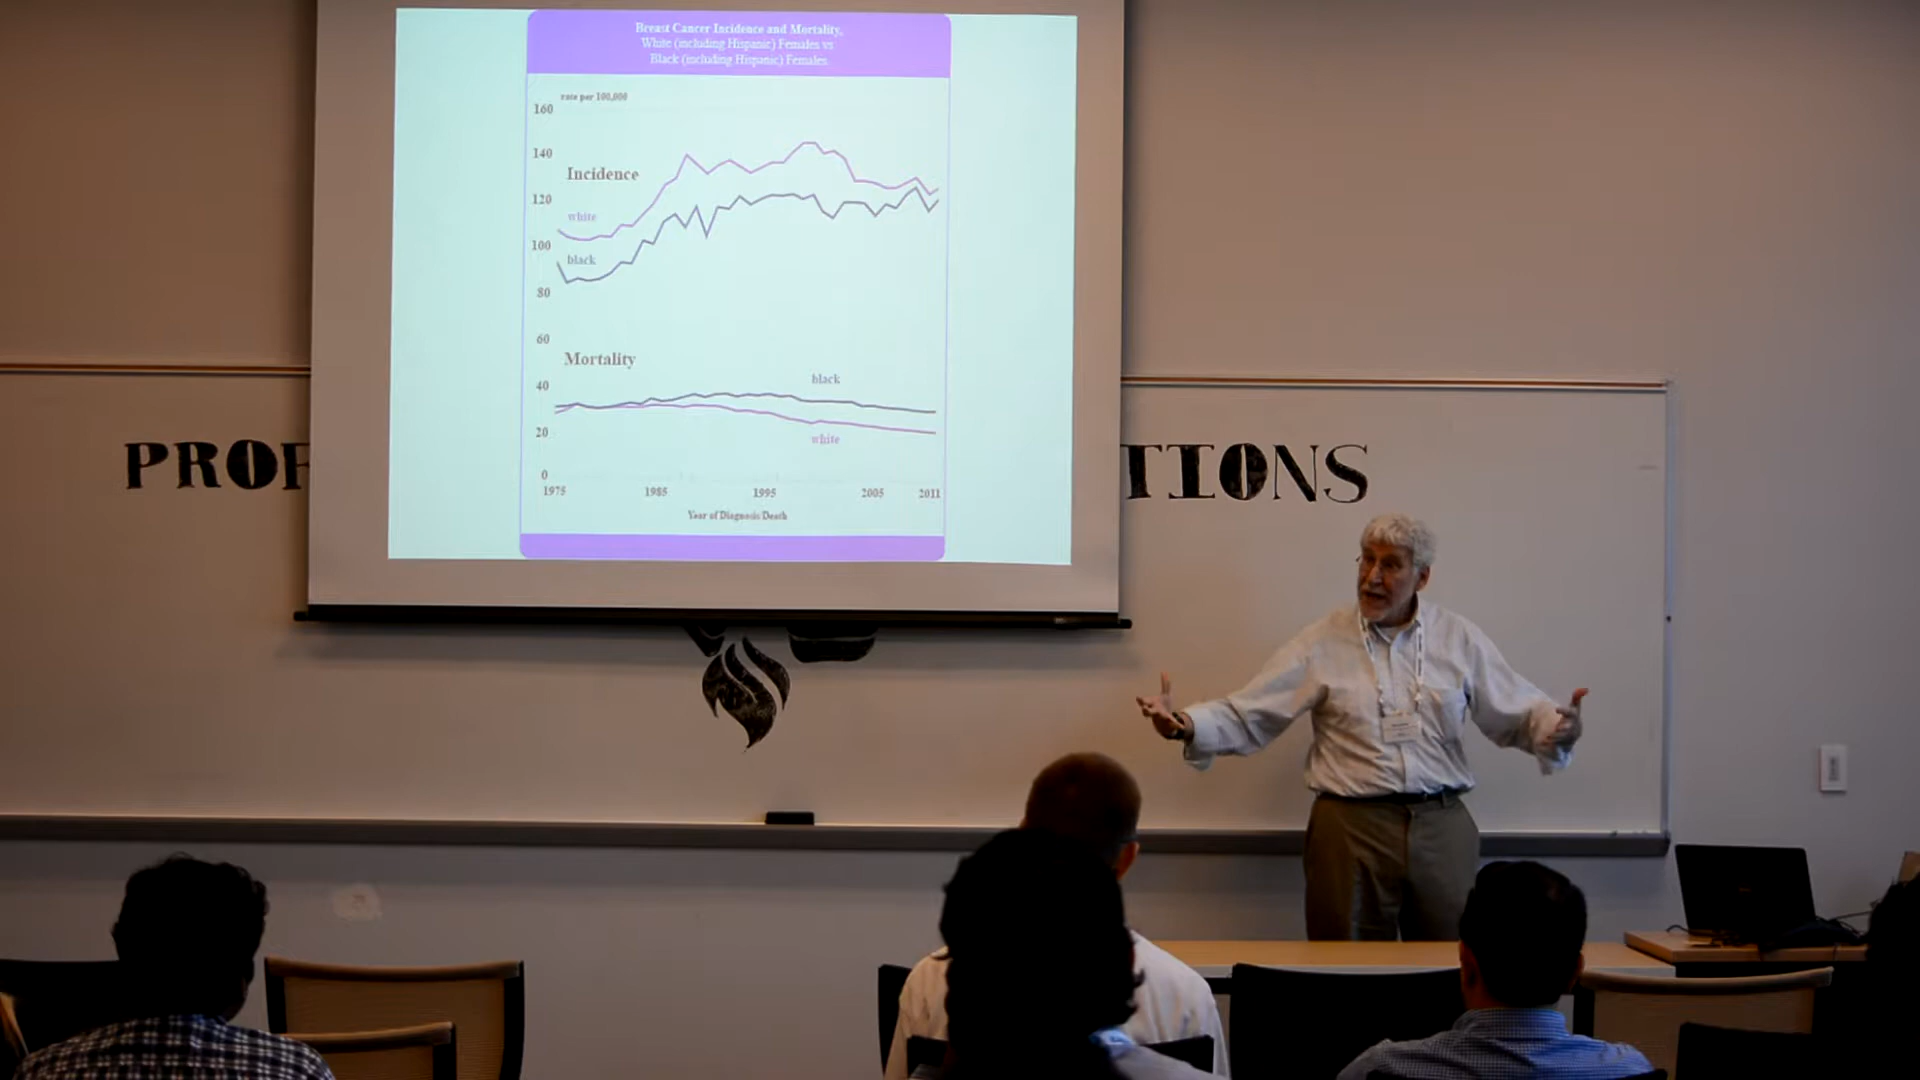 Breast Cancer Incidence and Mortality,
White (including Hispanic) Females vs
Black (including Hispanic) Females
rate per 100,000
160
140
Incidence
120
white
100
black
80
60
Mortality
40
black
20
white
0
1975 1985 1995 2005 2011
Year of Diagnosis/Death
PROF
TIONS